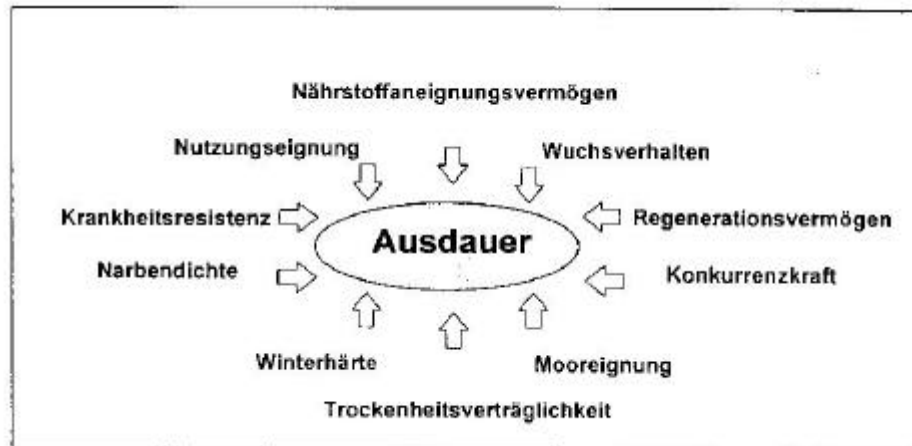 Nährstoffaneignungsvermögen
Nutzungseignung
Wuchsverhalten
Krankheitsresistenz
Ausdauer
Regenerationsvermögen
Narbendichte
Konkurrenzkraft
Winterhärte
Mooreignung
Trockenheitsverträglichkeit